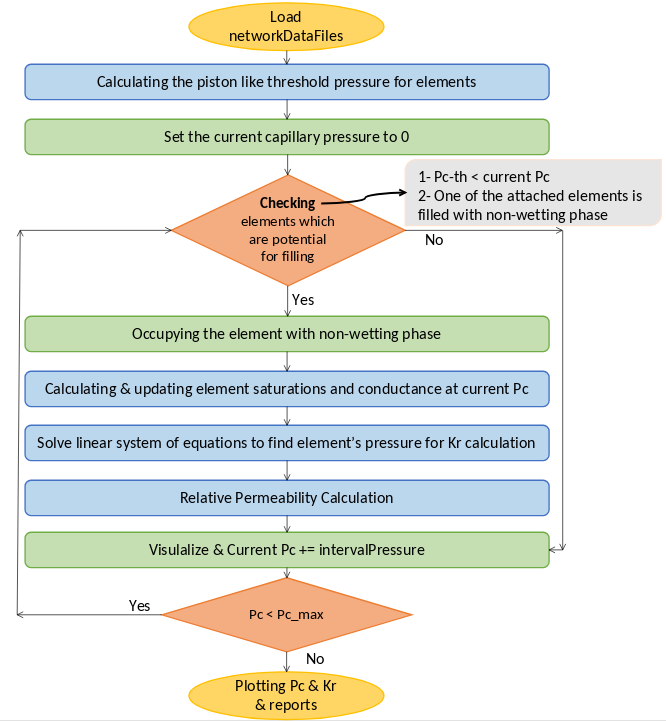 Load
networkDataFiles
Calculating the piston like threshold pressure for elements
Set the current capillary pressure to 0
Checking
elements which
are potential
for filling
1- Pc-th < current Pc
2- One of the attached elements is
filled with non-wetting phase
No
Yes
Occupying the element with non-wetting phase
Calculating & updating element saturations and conductance at current Pc
Solve linear system of equations to find element's pressure for Kr calculation
Relative Permeability Calculation
Visulalize & Current Pc += intervalPressure
Yes
Pc < Pc_max
No
Plotting Pc & Kr
& reports